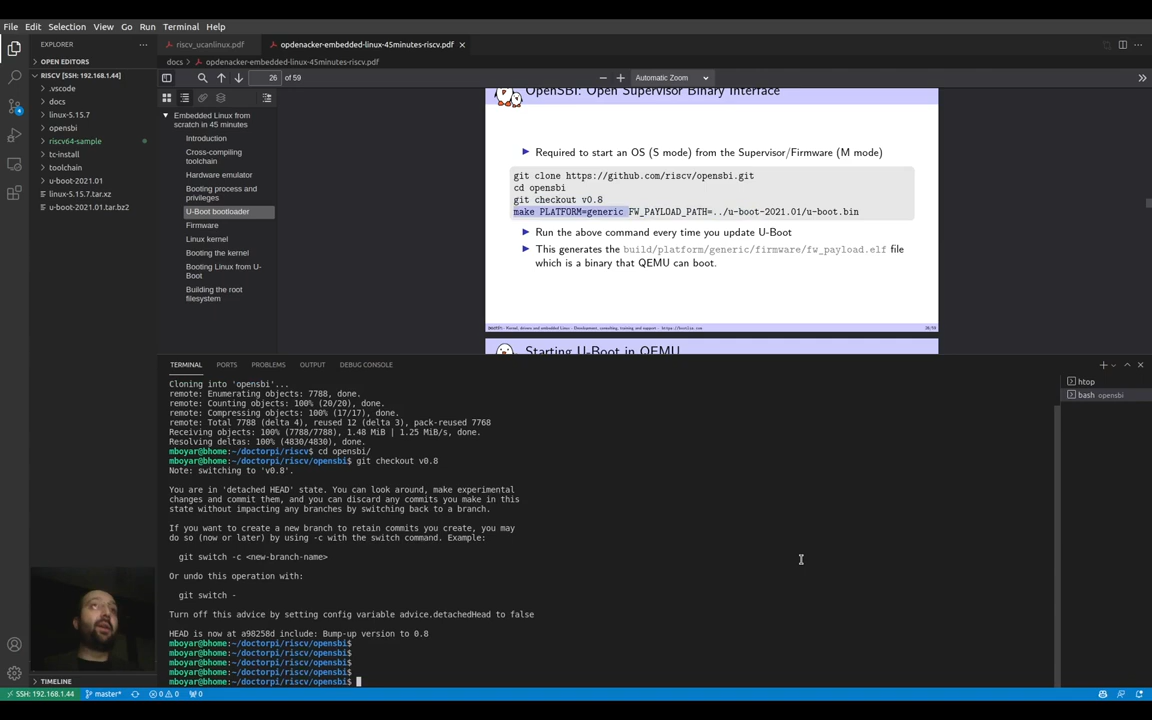 File Edit Selection View Go Run Terminal Help
EXPLORER
riscv_ucanlinux.pdf
opdenacker-embedded-linux-45minutes-riscv.pdf
OPEN EDITORS
docs > opdenacker-embedded-linux-45minutes-riscv.pdf
RISCV [SSH: 192.168.1.44]
.vscode
docs
linux-5.15.7
opensbi
riscv64-sample
tc-install
toolchain
u-boot-2021.01
linux-5.15.7.tar.xz
u-boot-2021.01.tar.bz2
26 of 59
Automatic Zoom
Embedded Linux from
scratch in 45 minutes
Introduction
Cross-compiling
toolchain
Hardware emulator
Booting process and
privileges
U-Boot bootloader
Firmware
Linux kernel
Booting the kernel
Booting Linux from U-
Boot
Building the root
filesystem
OpenSBI: Open Supervisor Binary Interface
Required to start an OS (S mode) from the Supervisor/Firmware (M mode)
git clone https://github.com/riscv/opensbi.git
cd opensbi
git checkout v0.8
make PLATFORM=generic FW_PAYLOAD_PATH=../u-boot-2021.01/u-boot.bin
Run the above command every time you update U-Boot
This generates the build/platform/generic/firmware/fw_payload.elf file
which is a binary that QEMU can boot.
bootlin - Kernel, drivers and embedded Linux - Development, consulting, training and support - https://bootlin.com
26/59
Starting U-Boot in QEMU
TERMINAL PORTS PROBLEMS OUTPUT DEBUG CONSOLE
htop
bash opensbi
Cloning into 'opensbi'...
remote: Enumerating objects: 7788, done.
remote: Counting objects: 100% (20/20), done.
remote: Compressing objects: 100% (17/17), done.
remote: Total 7788 (delta 4), reused 12 (delta 3), pack-reused 7768
Receiving objects: 100% (7788/7788), 1.48 MiB | 1.25 MiB/s, done.
Resolving deltas: 100% (4830/4830), done.
mboyar@bhome:~/doctorpi/riscv$ cd opensbi/
mboyar@bhome:~/doctorpi/riscv/opensbi$ git checkout v0.8
Note: switching to 'v0.8'.
You are in 'detached HEAD' state. You can look around, make experimental
changes and commit them, and you can discard any commits you make in this
state without impacting any branches by switching back to a branch.
If you want to create a new branch to retain commits you create, you may
do so (now or later) by using -c with the switch command. Example:
git switch -c <new-branch-name>
Or undo this operation with:
git switch -
Turn off this advice by setting config variable advice.detachedHead to false
HEAD is now at a98258d include: Bump-up version to 0.8
mboyar@bhome:~/doctorpi/riscv/opensbi$
mboyar@bhome:~/doctorpi/riscv/opensbi$
mboyar@bhome:~/doctorpi/riscv/opensbi$
mboyar@bhome:~/doctorpi/riscv/opensbi$
mboyar@bhome:~/doctorpi/riscv/opensbi$
TIMELINE
SSH: 192.168.1.44 master* 0 0 0